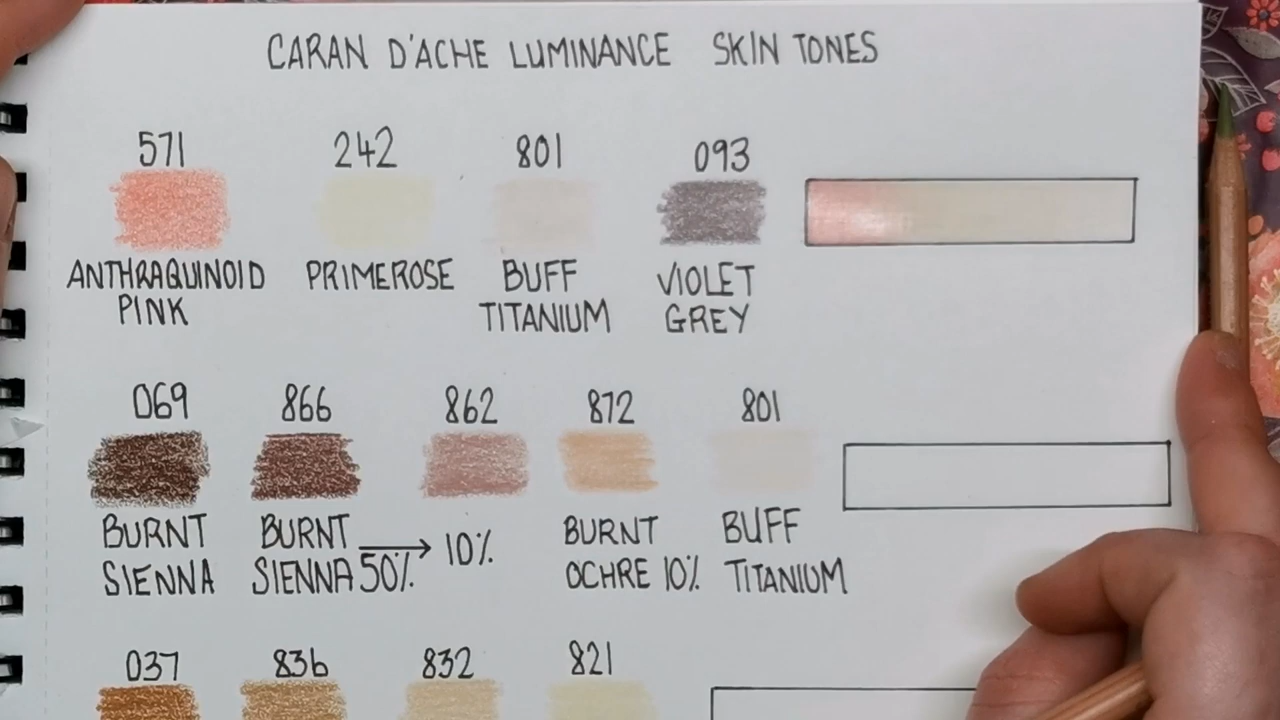 CARAN D'ACHE LUMINANCE SKIN TONES
571 242 801 093
ANTHRAQUINOID PRIMEROSE BUFF VIOLET
PINK TITANIUM GREY
069 866 862 872 801
BURNT BURNT → 10% BURNT BUFF
SIENNA SIENNA 50% OCHRE 10% TITANIUM
037 836 832 821